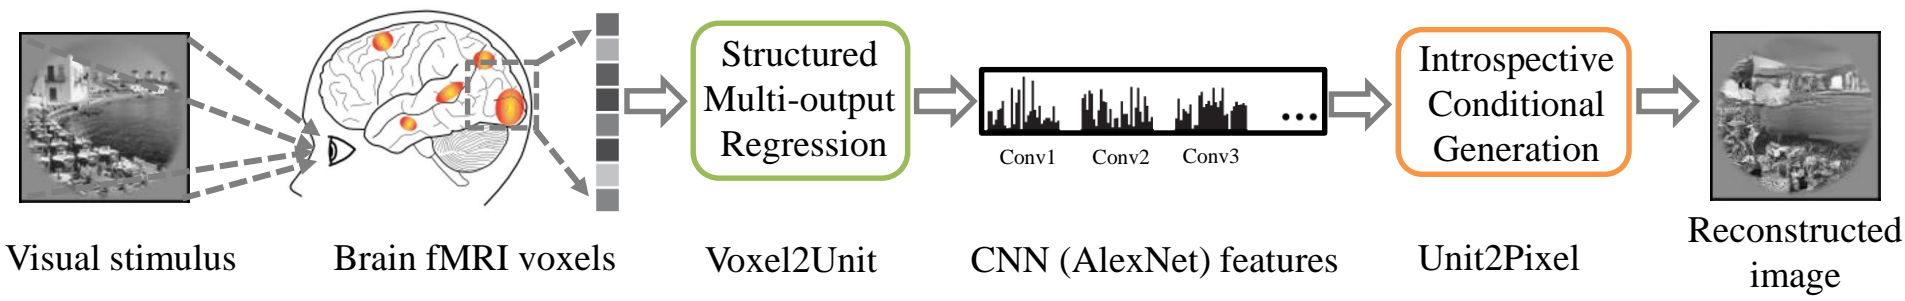 Structured
Multi-output
Regression
Conv1
Conv2
Conv3
Introspective
Conditional
Generation
Visual stimulus
Brain fMRI voxels
Voxel2Unit
CNN (AlexNet) features
Unit2Pixel
Reconstructed
image